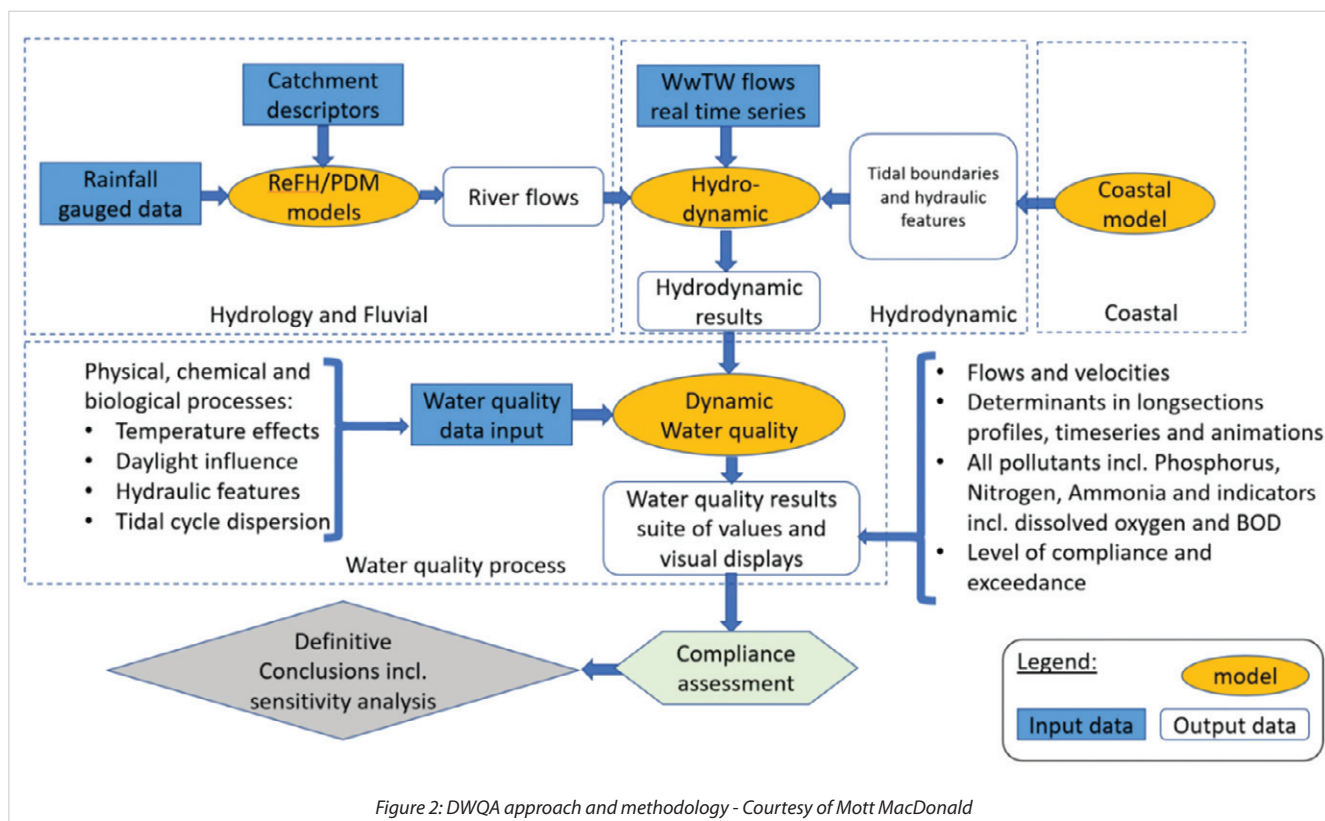 Catchment
descriptors
Rainfall
gauged data
ReFH/PDM
models
River flows
Hydrology and Fluvial
WwTW flows
real time series
Hydro-
dynamic
Tidal boundaries
and hydraulic
features
Hydrodynamic
results
Hydrodynamic
Coastal model
Coastal
Physical, chemical and
biological processes:
• Temperature effects
• Daylight influence
• Hydraulic features
• Tidal cycle dispersion
Water quality
data input
Dynamic
Water quality
Water quality results
suite of values and
visual displays
Water quality process
• Flows and velocities
• Determinants in longsections
profiles, timeseries and animations
• All pollutants incl. Phosphorus,
Nitrogen, Ammonia and indicators
incl. dissolved oxygen and BOD
• Level of compliance and
exceedance
Definitive
Conclusions incl.
sensitivity analysis
Compliance
assessment
Legend:
model
Input data
Output data
Figure 2: DWQA approach and methodology - Courtesy of Mott MacDonald